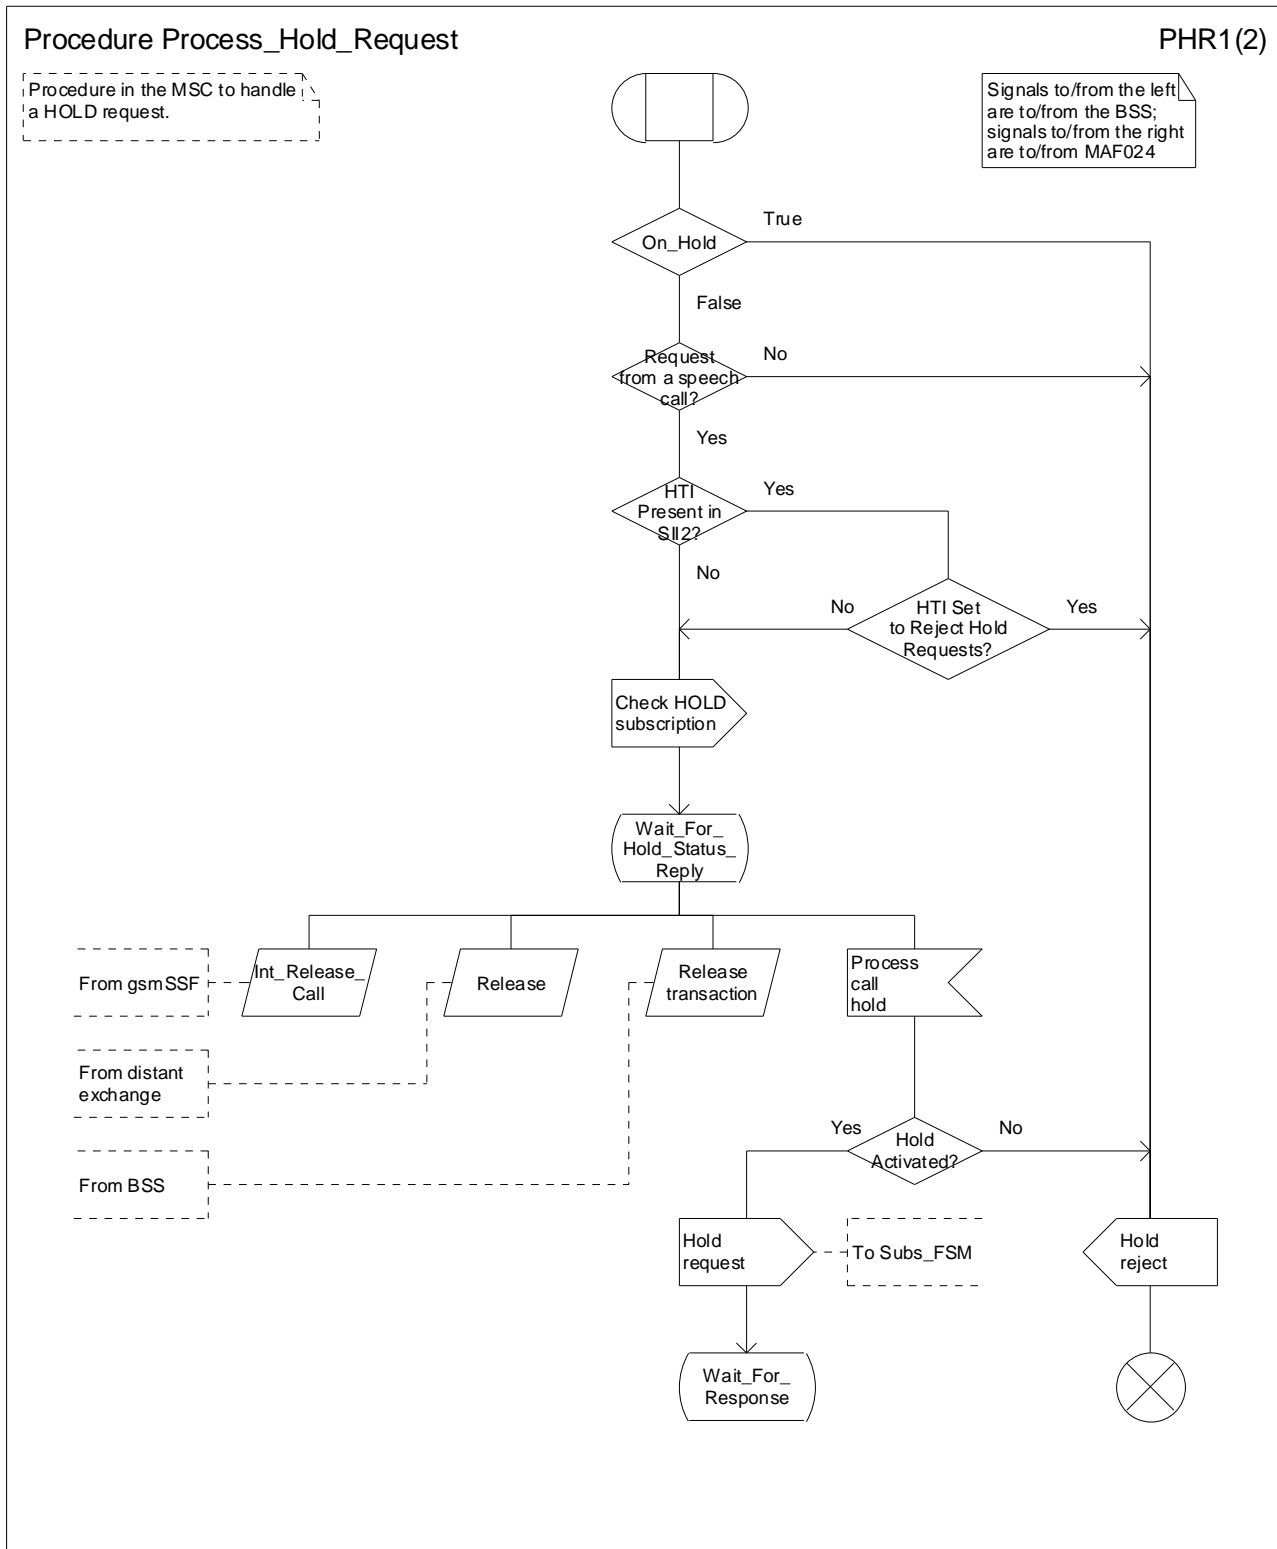 Procedure Process_Hold_Request
PHR1(2)
Procedure in the MSC to handle
a HOLD request.
Signals to/from the left
are to/from the BSS;
signals to/from the right
are to/from MAF024
True
On_Hold
False
Request
from a speech
call?
No
Yes
HTI
Present in
SII2?
Yes
No
No
HTI Set
to Reject Hold
Requests?
Yes
Check HOLD
subscription
Wait_For_
Hold_Status_
Reply
From gsmSSF
Int_Release_
Call
Release
Release
transaction
Process
call
hold
From distant
exchange
Yes
Hold
Activated?
No
From BSS
Hold
request
To Subs_FSM
Hold
reject
Wait_For_
Response